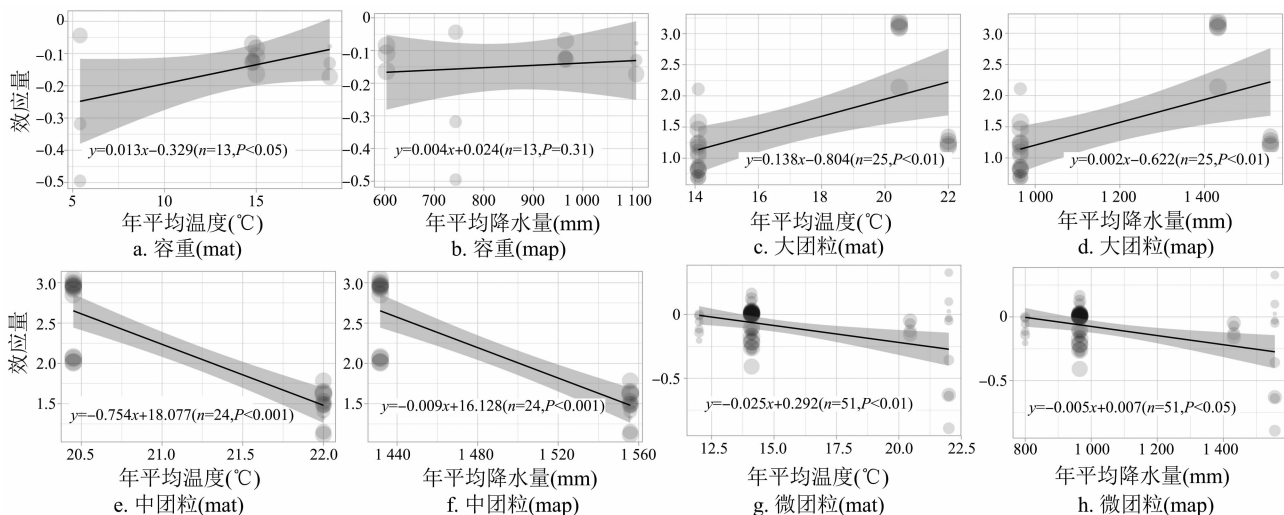 效应量
0
−0.1
−0.2
−0.3
−0.4
−0.5
y=0.013x−0.329(n=13,P<0.05)
5 10 15
年平均温度(℃)
a. 容重(mat)
0
−0.1
−0.2
−0.3
−0.4
−0.5
y=0.004x+0.024(n=13,P=0.31)
600 700 800 900 1 000 1 100
年平均降水量(mm)
b. 容重(map)
3.0
2.5
2.0
1.5
1.0
y=0.138x−0.804(n=25,P<0.01)
14 16 18 20 22
年平均温度(℃)
c. 大团粒(mat)
3.0
2.5
2.0
1.5
1.0
y=0.002x−0.622(n=25,P<0.01)
1 000 1 200 1 400
年平均降水量(mm)
d. 大团粒(map)
效应量
3.0
2.5
2.0
1.5
y=−0.754x+18.077(n=24,P<0.001)
20.5 21.0 21.5 22.0
年平均温度(℃)
e. 中团粒(mat)
3.0
2.5
2.0
1.5
y=−0.009x+16.128(n=24,P<0.001)
1 440 1 480 1 520 1 560
年平均降水量(mm)
f. 中团粒(map)
0
−0.5
y=−0.025x+0.292(n=51,P<0.01)
12.5 15.0 17.5 20.0 22.5
年平均温度(℃)
g. 微团粒(mat)
0
−0.5
y=−0.005x+0.007(n=51,P<0.05)
800 1 000 1 200 1 400
年平均降水量(mm)
h. 微团粒(map)